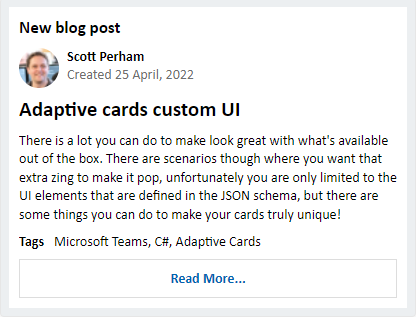 New blog post
Scott Perham
Created 25 April, 2022
Adaptive cards custom UI
There is a lot you can do to make look great with what's available
out of the box. There are scenarios though where you want that
extra zing to make it pop, unfortunately you are only limited to the
UI elements that are defined in the JSON schema, but there are
some things you can do to make your cards truly unique!
Tags Microsoft Teams, C#, Adaptive Cards
Read More...